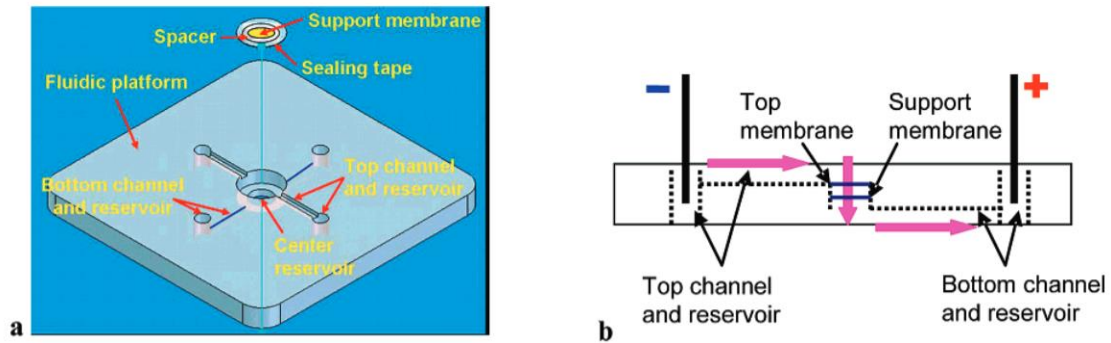 Support membrane
Spacer
Sealing tape
Fluidic platform
Bottom channel
and reservoir
Top channel
and reservoir
Center
reservoir
a
-
+
Top
membrane
Support
membrane
Top channel
and reservoir
Bottom channel
and reservoir
b